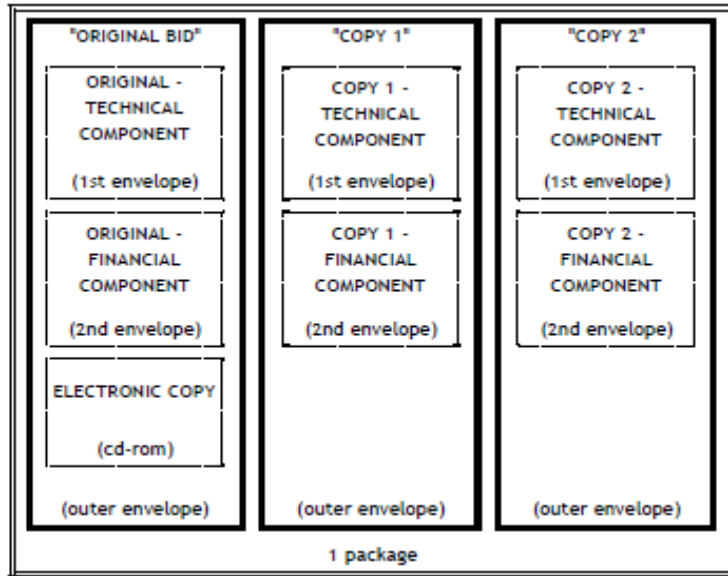 "ORIGINAL BID"
ORIGINAL -
TECHNICAL
COMPONENT
(1st envelope)
ORIGINAL -
FINANCIAL
COMPONENT
(2nd envelope)
ELECTRONIC COPY
(cd-rom)
(outer envelope)
"COPY 1"
COPY 1 -
TECHNICAL
COMPONENT
(1st envelope)
COPY 1 -
FINANCIAL
COMPONENT
(2nd envelope)
(outer envelope)
"COPY 2"
COPY 2 -
TECHNICAL
COMPONENT
(1st envelope)
COPY 2 -
FINANCIAL
COMPONENT
(2nd envelope)
(outer envelope)
1 package